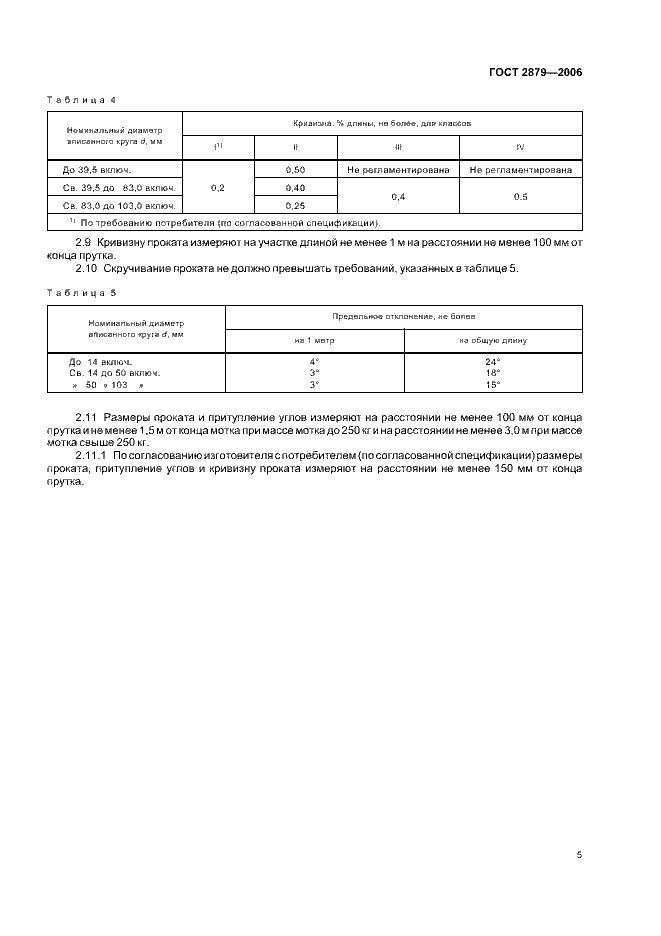 ГОСТ 2879—2006
Таблица 4
Номинальный диаметр вписанного круга d, мм
Кривизна, % длины, не более, для классов
I¹⁾ II III IV
До 39,5 включ. 0,50 Не регламентирована Не регламентирована
Св. 39,5 до 83,0 включ. 0,2 0,40 0,4 0,5
Св. 83,0 до 103,0 включ. 0,25
¹⁾ По требованию потребителя (по согласованной спецификации).
2.9 Кривизну проката измеряют на участке длиной не менее 1 м на расстоянии не менее 100 мм от
конца прутка.
2.10 Скручивание проката не должно превышать требований, указанных в таблице 5.
Таблица 5
Номинальный диаметр вписанного круга d, мм
Предельное отклонение, не более
на 1 метр на общую длину
До 14 включ. 4° 24°
Св. 14 до 50 включ. 3° 18°
» 50 » 103 » 3° 15°
2.11 Размеры проката и притупление углов измеряют на расстоянии не менее 100 мм от конца
прутка и не менее 1,5 м от конца мотка при массе мотка до 250 кг и на расстоянии не менее 3,0 м при массе
мотка свыше 250 кг.
2.11.1 По согласованию изготовителя с потребителем (по согласованной спецификации) размеры
проката, притупление углов и кривизну проката измеряют на расстоянии не менее 150 мм от конца
прутка.
5